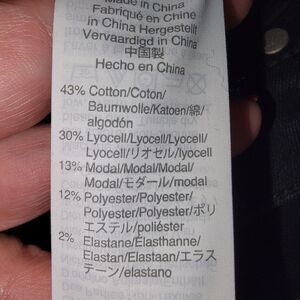 Made in China
Fabriqué en Chine
in China Hergestellt
Vervaardigd in China
中国製
Hecho en China
43% Cotton/Coton/
Baumwolle/Katoen/綿/
algodón
30% Lyocell/Lyocell/Lyocell/
Lyocell/リオセル/lyocell
13% Modal/Modal/Modal/
Modal/モダール/modal
12% Polyester/Polyester/
Polyester/Polyester/ポリ
エステル/poliéster
2% Elastane/Élasthanne/
Elastan/Elastaan/エラス
テーン/elastano